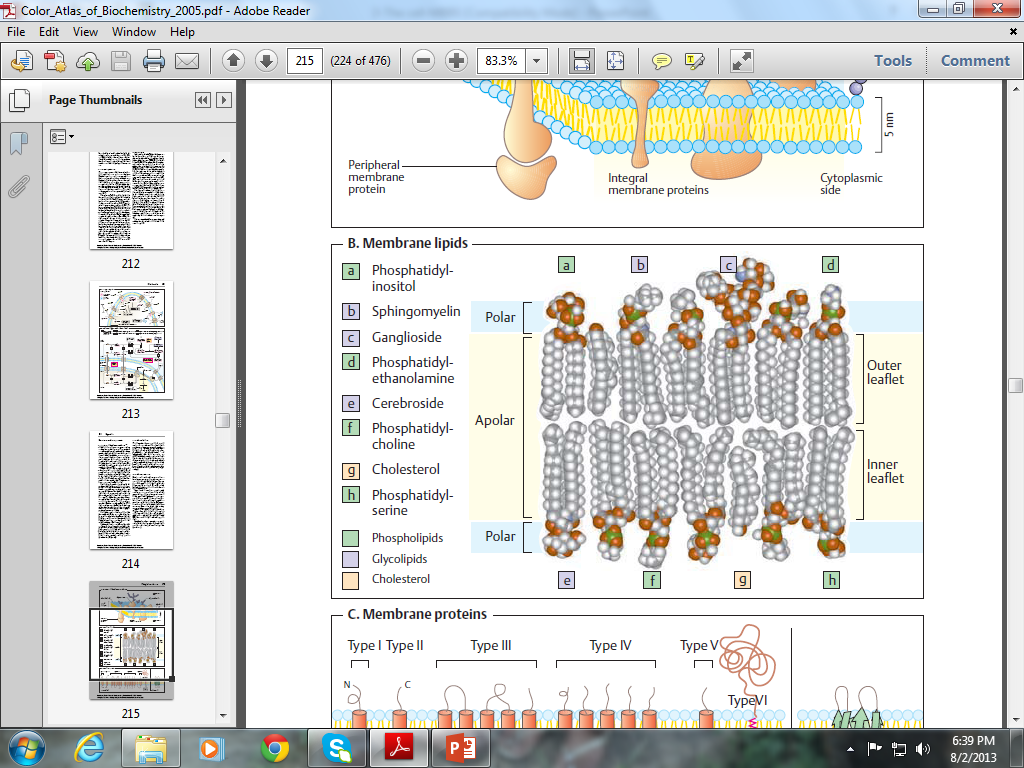 Color_Atlas_of_Biochemistry_2005.pdf - Adobe Reader
File Edit View Window Help
215 (224 of 476) 83.3% Tools Comment
Page Thumbnails
212
213
214
215
5 nm
Peripheral
membrane
protein
Integral
membrane proteins
Cytoplasmic
side
B. Membrane lipids
a Phosphatidyl-
inositol
b Sphingomyelin
c Ganglioside
d Phosphatidyl-
ethanolamine
e Cerebroside
f Phosphatidyl-
choline
g Cholesterol
h Phosphatidyl-
serine
Phospholipids
Glycolipids
Cholesterol
a b c d
Polar
Apolar
Polar
Outer
leaflet
Inner
leaflet
e f g h
C. Membrane proteins
Type I Type II Type III Type IV Type V
TypeVI
N C
6:39 PM
8/2/2013